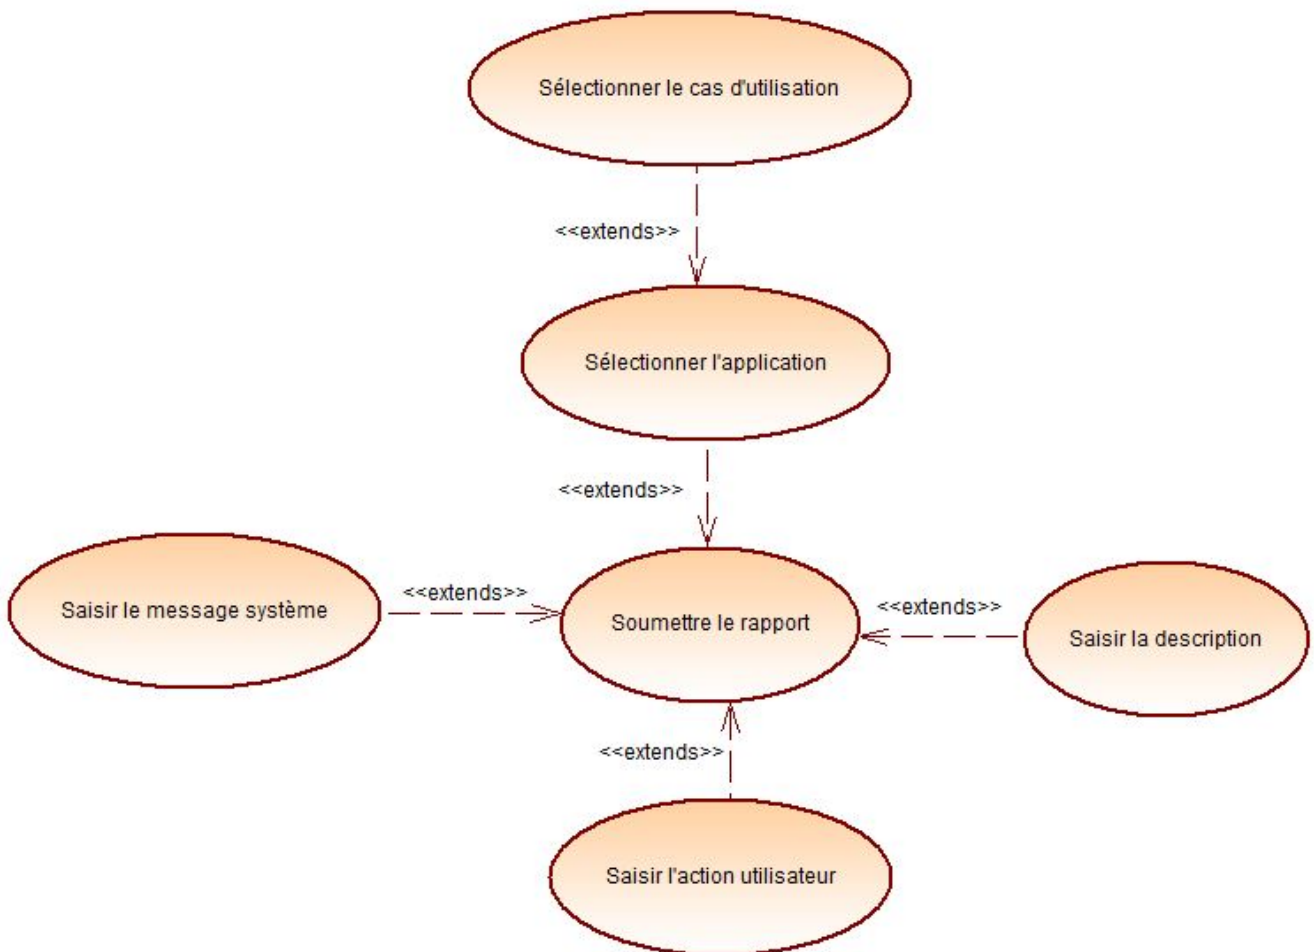 Sélectionner le cas d'utilisation
<<extends>>
Sélectionner l'application
<<extends>>
Saisir le message système
<<extends>>
Soumettre le rapport
<<extends>>
Saisir la description
<<extends>>
Saisir l'action utilisateur